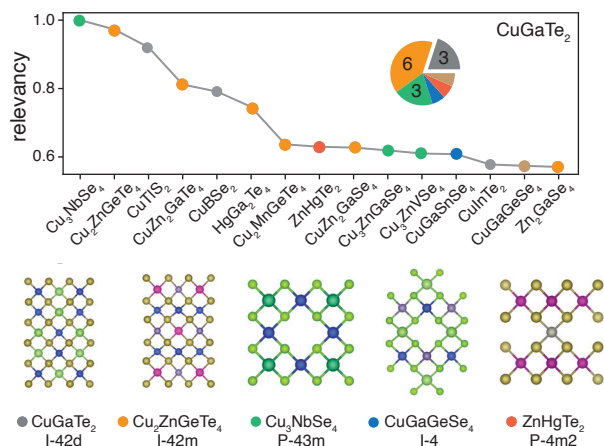 CuGaTe₂
relevancy
1.0
0.8
0.6
6
3
3
Cu₃NbSe₄
Cu₂ZnGeTe₄
CuTlS₂
CuZn₂GaTe₄
CuBSe₂
HgGa₂Te₄
Cu₂MnGeTe₄
ZnHgTe₂
CuZn₂GaSe₄
Cu₃ZnGaSe₄
Cu₃ZnVSe₄
CuGaSnSe₄
CuInTe₂
CuGaGeSe₄
Zn₂GaSe₄
CuGaTe₂ Cu₂ZnGeTe₄ Cu₃NbSe₄ CuGaGeSe₄ ZnHgTe₂
I-42d I-42m P-43m I-4 P-4m2